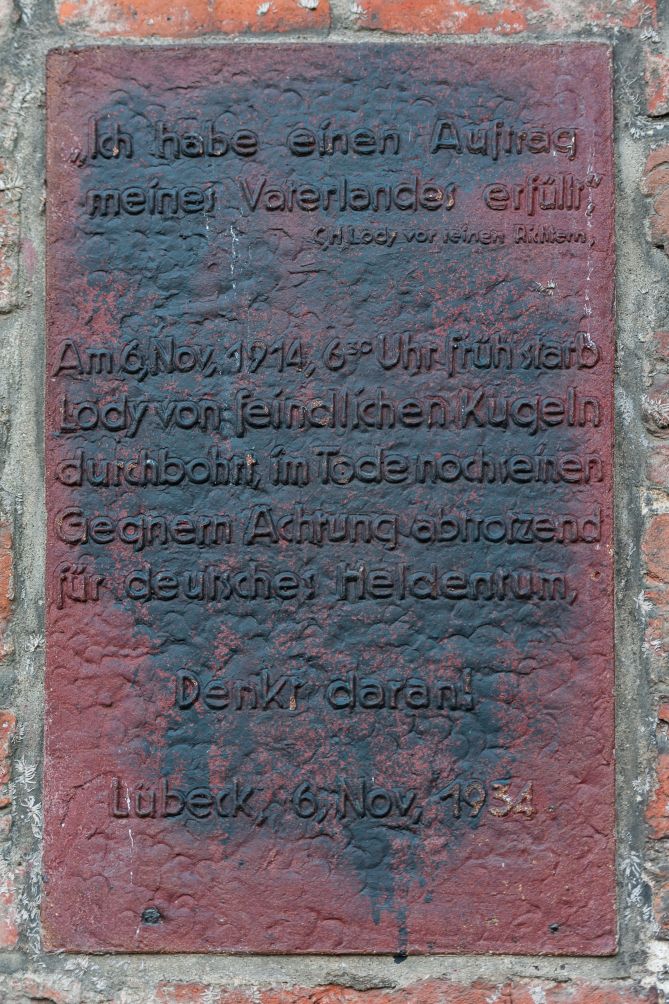 „Ich habe einen Auftrag
meines Vaterlandes erfüllt“
C.H. Lody vor seinen Richtern,
Am 6, Nov, 1914, 6³⁰ Uhr früh starb
Lody von feindlichen Kugeln
durchbohrt, im Tode noch seinen
Gegnern Achtung abtrotzend
für deutsches Heldentum,
Denkt daran!
Lübeck, 6, Nov, 1934